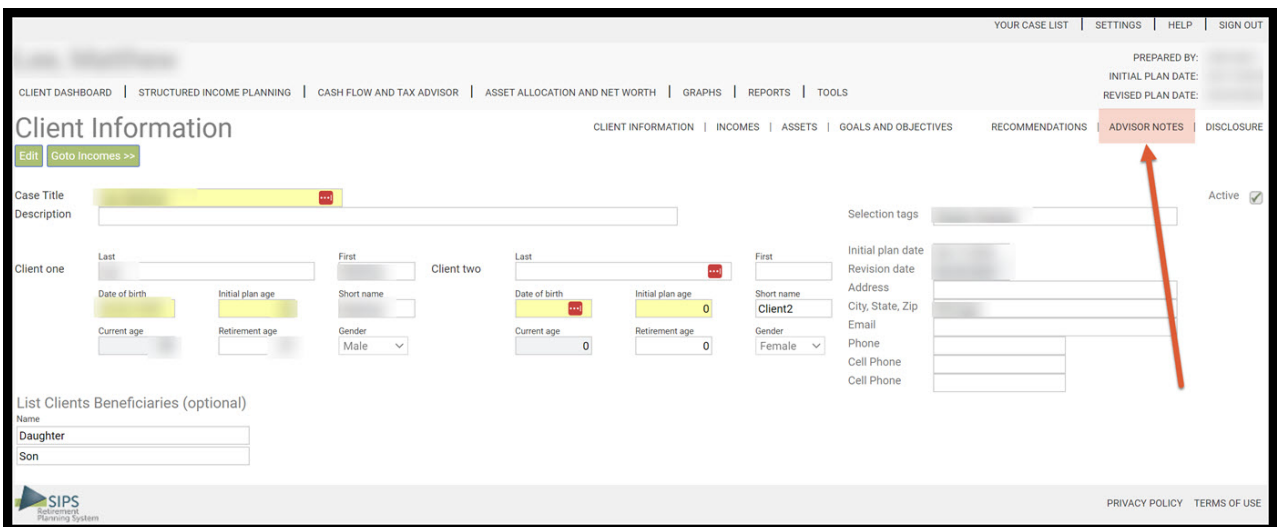 YOUR CASE LIST | SETTINGS | HELP | SIGN OUT
PREPARED BY:
INITIAL PLAN DATE:
REVISED PLAN DATE:
CLIENT DASHBOARD | STRUCTURED INCOME PLANNING | CASH FLOW AND TAX ADVISOR | ASSET ALLOCATION AND NET WORTH | GRAPHS | REPORTS | TOOLS
Client Information
CLIENT INFORMATION | INCOMES | ASSETS | GOALS AND OBJECTIVES RECOMMENDATIONS | ADVISOR NOTES | DISCLOSURE
Edit Goto Incomes >>
Case Title Active
Description Selection tags
Last First Last First Initial plan date
Client one Client two Revision date
Date of birth Initial plan age Short name Date of birth Initial plan age Short name Address
0 Client2 City, State, Zip
Current age Retirement age Gender Current age Retirement age Gender Email
Male 0 0 Female Phone
Cell Phone
Cell Phone
List Clients Beneficiaries (optional)
Name
Daughter
Son
SIPS
Retirement
Planning System
PRIVACY POLICY TERMS OF USE